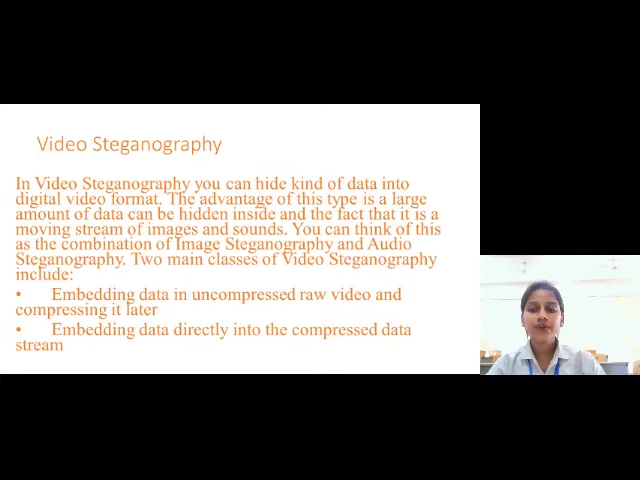 Video Steganography
In Video Steganography you can hide kind of data into
digital video format. The advantage of this type is a large
amount of data can be hidden inside and the fact that it is a
moving stream of images and sounds. You can think of this
as the combination of Image Steganography and Audio
Steganography. Two main classes of Video Steganography
include:
• Embedding data in uncompressed raw video and
compressing it later
• Embedding data directly into the compressed data
stream